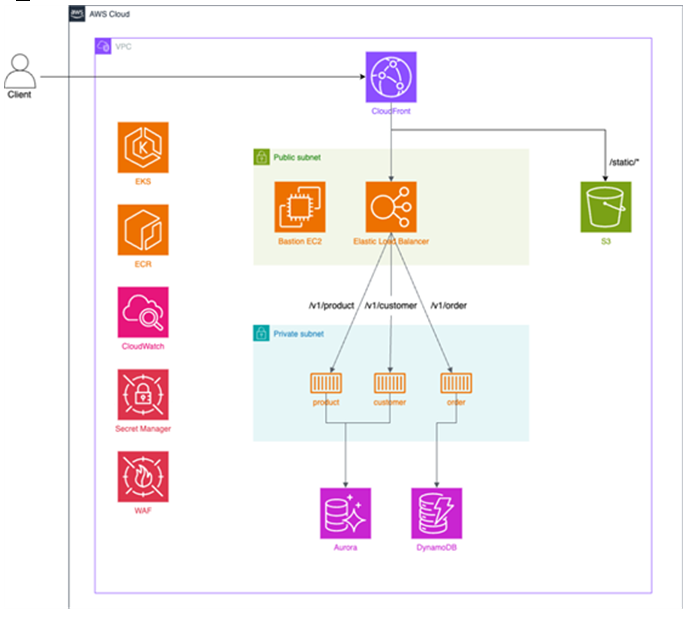 aws
AWS Cloud
VPC
Client
CloudFront
Public subnet
/static/*
EKS
Bastion EC2
Elastic Load Balancer
S3
ECR
/v1/product
/v1/customer
/v1/order
Private subnet
CloudWatch
product
customer
order
Secret Manager
WAF
Aurora
DynamoDB